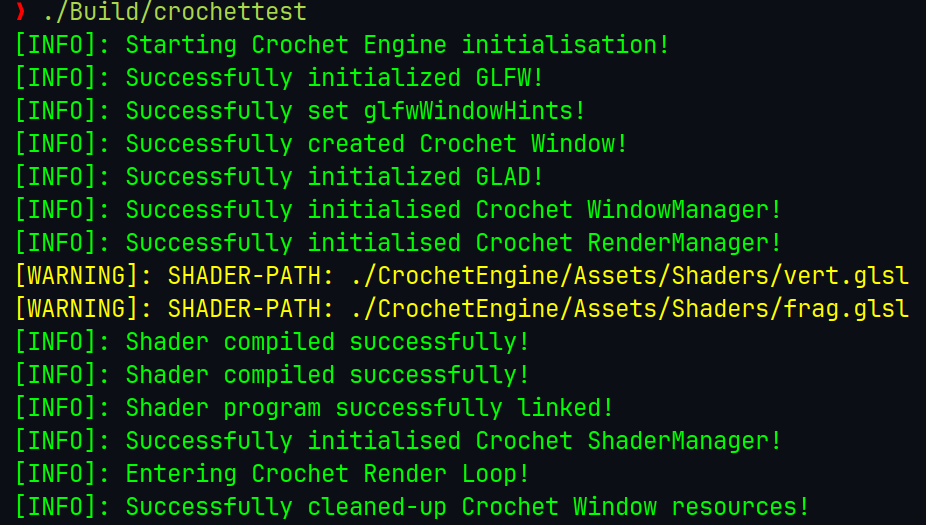 ❯ ./Build/crochettest
[INFO]: Starting Crochet Engine initialisation!
[INFO]: Successfully initialized GLFW!
[INFO]: Successfully set glfwWindowHints!
[INFO]: Successfully created Crochet Window!
[INFO]: Successfully initialized GLAD!
[INFO]: Successfully initialised Crochet WindowManager!
[INFO]: Successfully initialised Crochet RenderManager!
[WARNING]: SHADER-PATH: ./CrochetEngine/Assets/Shaders/vert.glsl
[WARNING]: SHADER-PATH: ./CrochetEngine/Assets/Shaders/frag.glsl
[INFO]: Shader compiled successfully!
[INFO]: Shader compiled successfully!
[INFO]: Shader program successfully linked!
[INFO]: Successfully initialised Crochet ShaderManager!
[INFO]: Entering Crochet Render Loop!
[INFO]: Successfully cleaned-up Crochet Window resources!